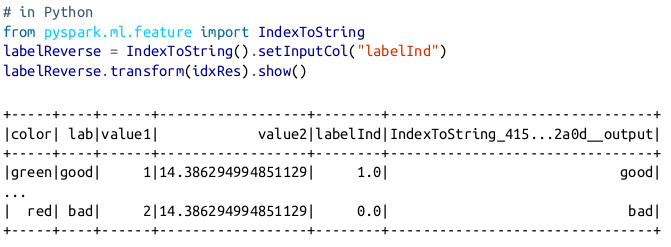 # in Python
from pyspark.ml.feature import IndexToString
labelReverse = IndexToString().setInputCol("labelInd")
labelReverse.transform(idxRes).show()
+-----+----+------+------------------+--------+--------------------------------+
|color| lab|value1|            value2|labelInd|IndexToString_415...2a0d__output|
+-----+----+------+------------------+--------+--------------------------------+
|green|good|     1|14.386294994851129|     1.0|                            good|
...
|  red| bad|     2|14.386294994851129|     0.0|                             bad|
+-----+----+------+------------------+--------+--------------------------------+